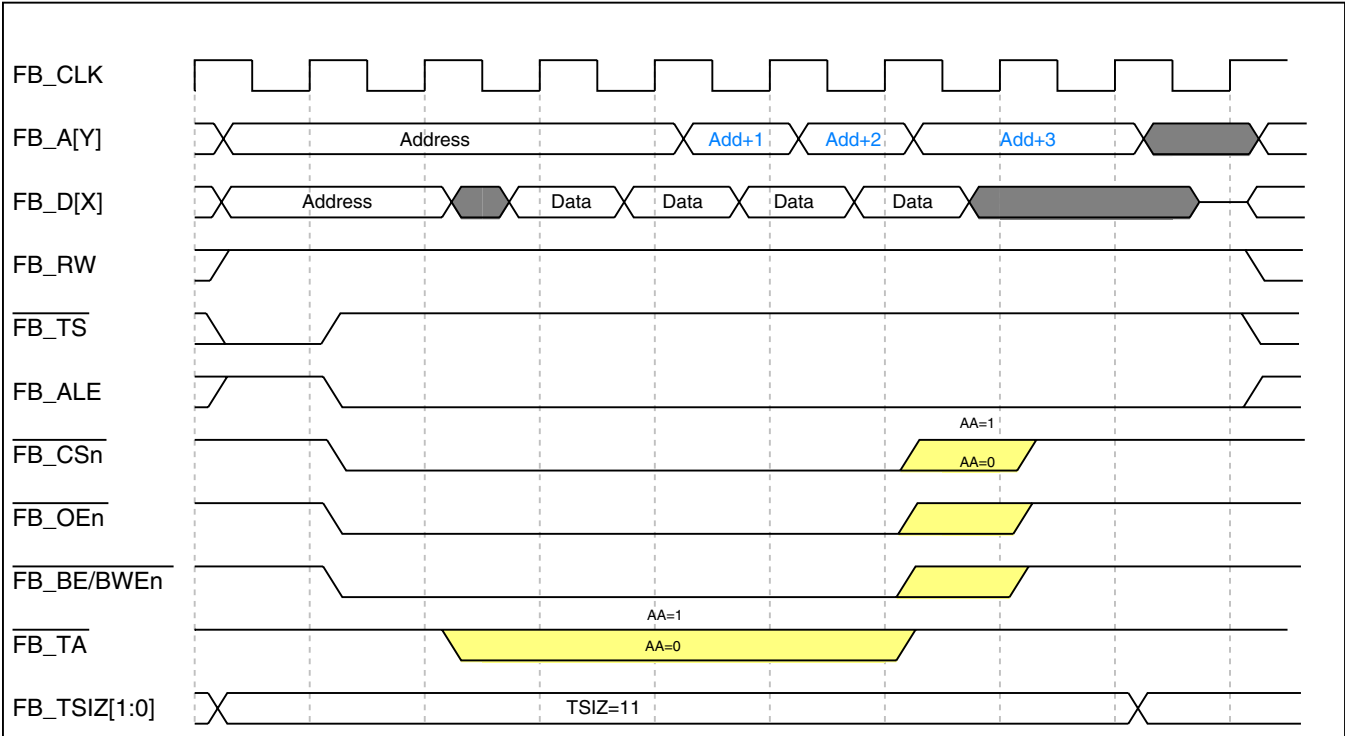 FB_CLK
FB_A[Y] Address Add+1 Add+2 Add+3
FB_D[X] Address Data Data Data Data
FB_RW
FB_TS
FB_ALE
AA=1
FB_CSn AA=0
FB_OEn
FB_BE/BWEn
AA=1
FB_TA AA=0
FB_TSIZ[1:0] TSIZ=11